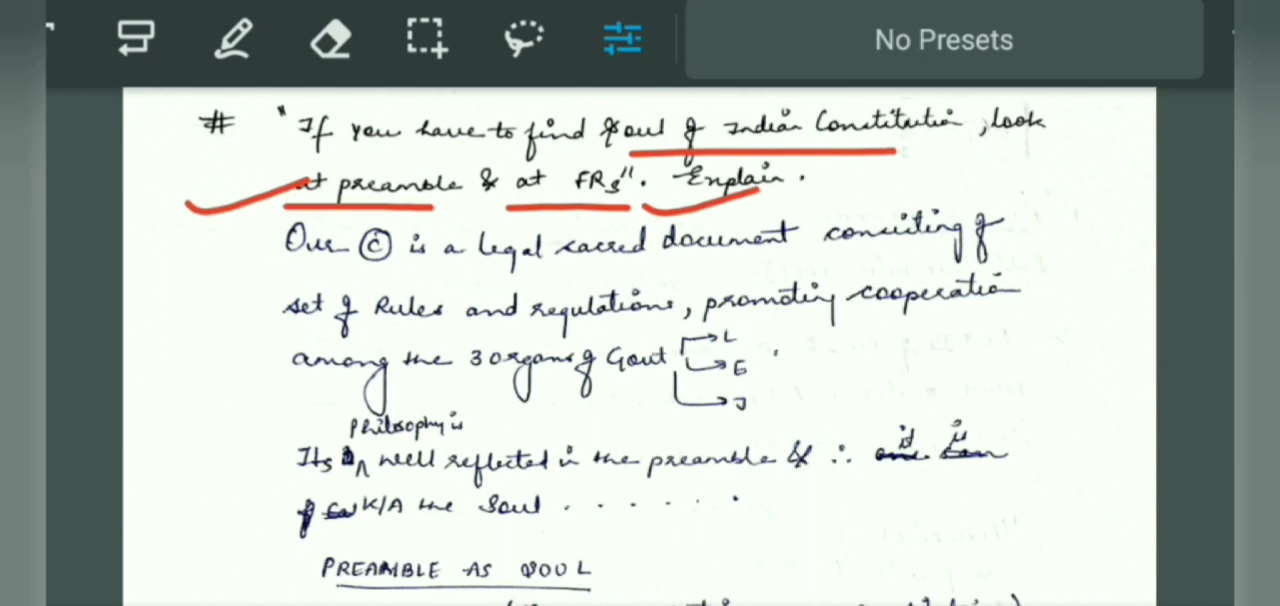 No Presets
# "If you have to find soul of Indian Constitution, look
at preamble & at FRs". Explain.
Our © is a legal sacred document consisting of
set of Rules and regulations, promoting cooperation
among the 3 organs of Govt → L
→ E
→ J
Philosophy is
Its well reflected in the preamble & ∴ it is
K/A the Soul . . . . . .
PREAMBLE AS SOUL